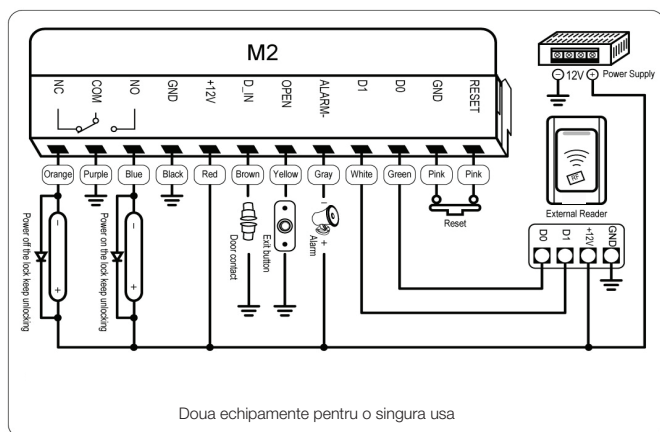 M2
NC
COM
NO
GND
+12V
D_IN
OPEN
ALARM-
D1
D0
GND
RESET
Orange
Purple
Blue
Black
Red
Brown
Yellow
Gray
White
Green
Pink
Pink
Power off the lock keep unlocking
Power on the lock keep unlocking
Door contact
Exit button
Alarm
Reset
12V Power Supply
RF
External Reader
D0
D1
+12V
GND
Doua echipamente pentru o singura usa